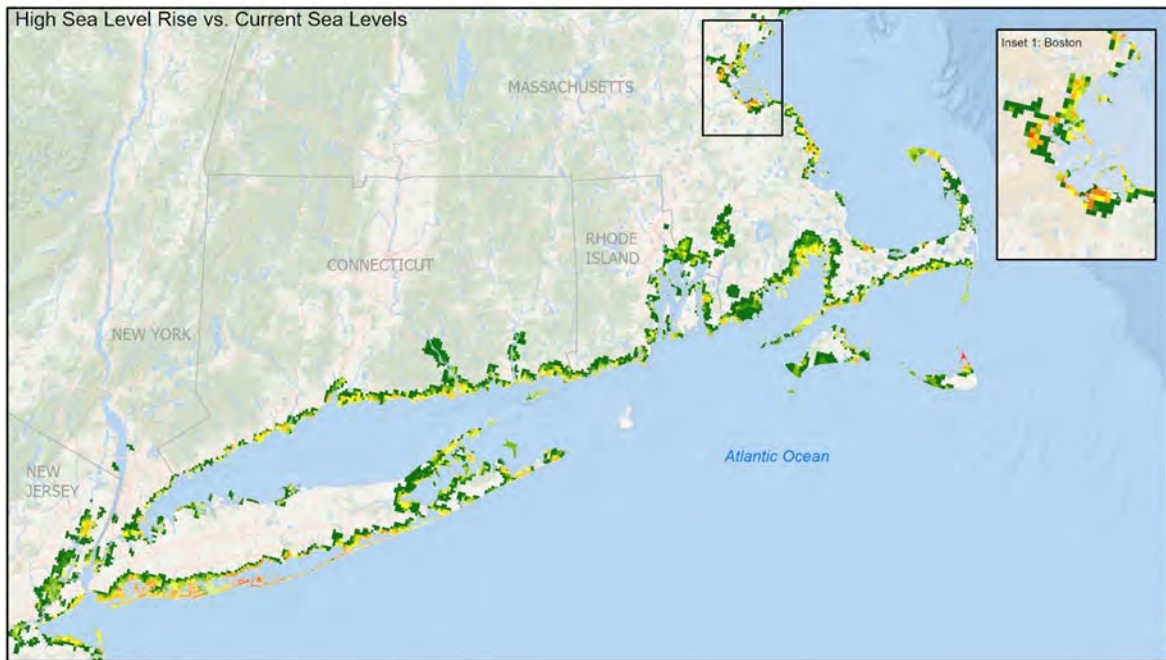 High Sea Level Rise vs. Current Sea Levels
Inset 1: Boston
MASSACHUSETTS
RHODE
ISLAND
CONNECTICUT
NEW YORK
Atlantic Ocean
NEW
JERSEY